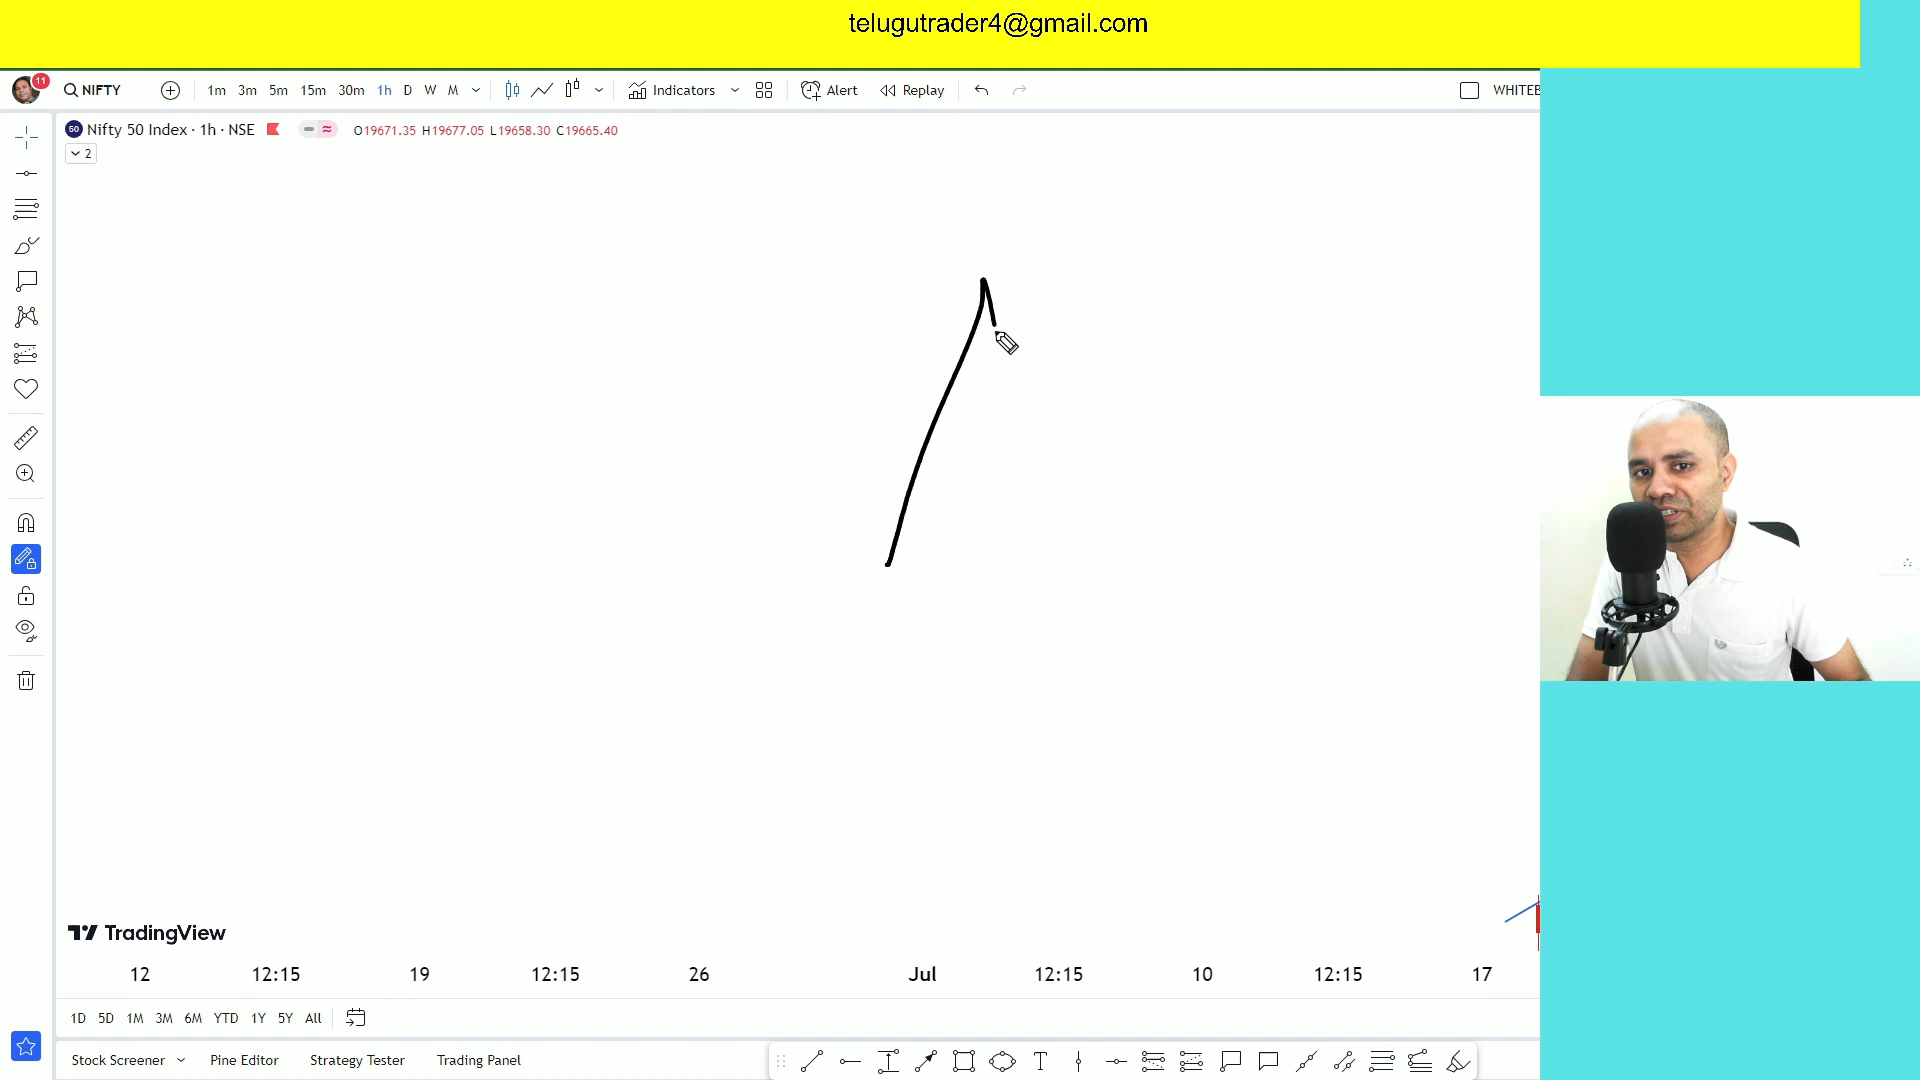 telugutrader4@gmail.com
11
NIFTY 1m 3m 5m 15m 30m 1h D W M Indicators Alert Replay WHITEB
50 Nifty 50 Index · 1h · NSE O19671.35 H19677.05 L19658.30 C19665.40
2
TradingView
12 12:15 19 12:15 26 Jul 12:15 10 12:15 17
1D 5D 1M 3M 6M YTD 1Y 5Y All
Stock Screener Pine Editor Strategy Tester Trading Panel